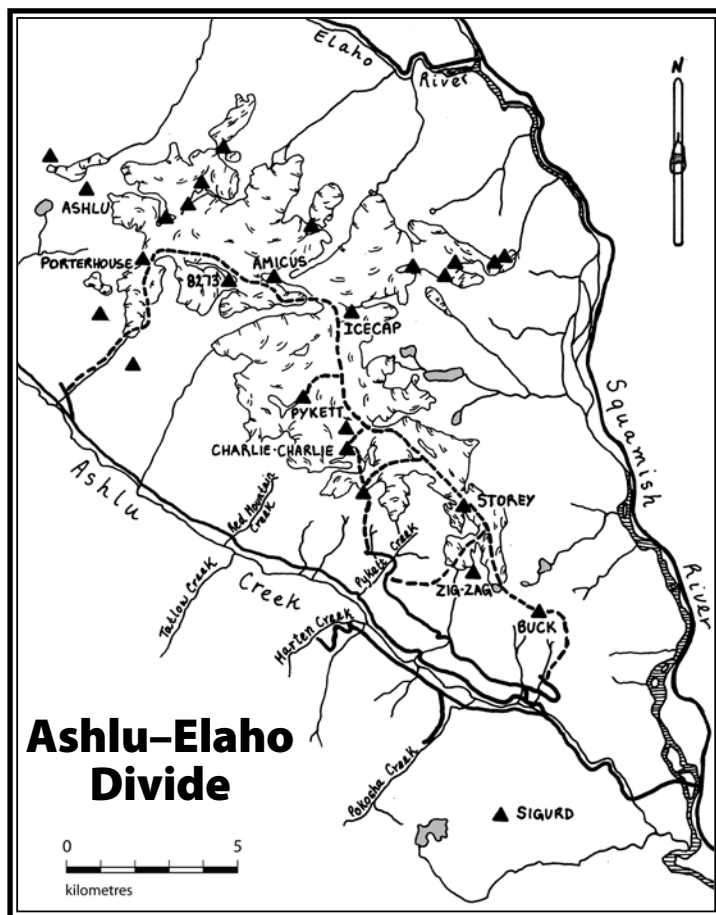 Elaho
River
N
ASHLU
PORTERHOUSE
8273
AMICUS
ICECAP
PYKETT
CHARLIE-CHARLIE
Squamish
River
Ashlu
Creek
Red Mountain
Creek
STOREY
Pykett Creek
Tatlow Creek
ZIG-ZAG
Marten Creek
BUCK
Ashlu–Elaho
Divide
Pokosha Creek
SIGURD
0 5
kilometres